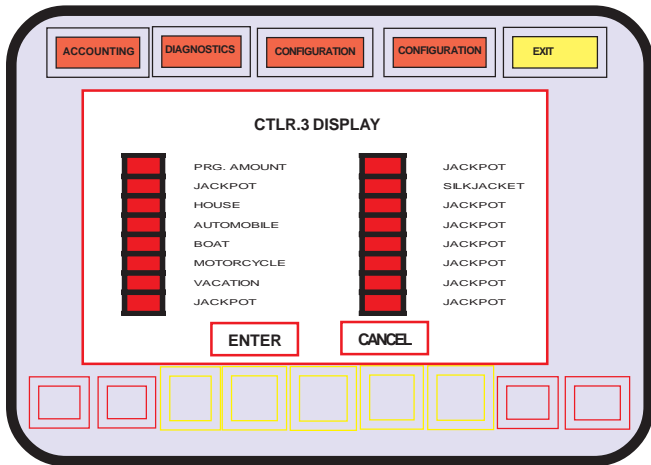 ACCOUNTING DIAGNOSTICS CONFIGURATION CONFIGURATION EXIT
CTLR.3 DISPLAY
PRG. AMOUNT JACKPOT
JACKPOT SILKJACKET
HOUSE JACKPOT
AUTOMOBILE JACKPOT
BOAT JACKPOT
MOTORCYCLE JACKPOT
VACATION JACKPOT
JACKPOT JACKPOT
ENTER CANCEL